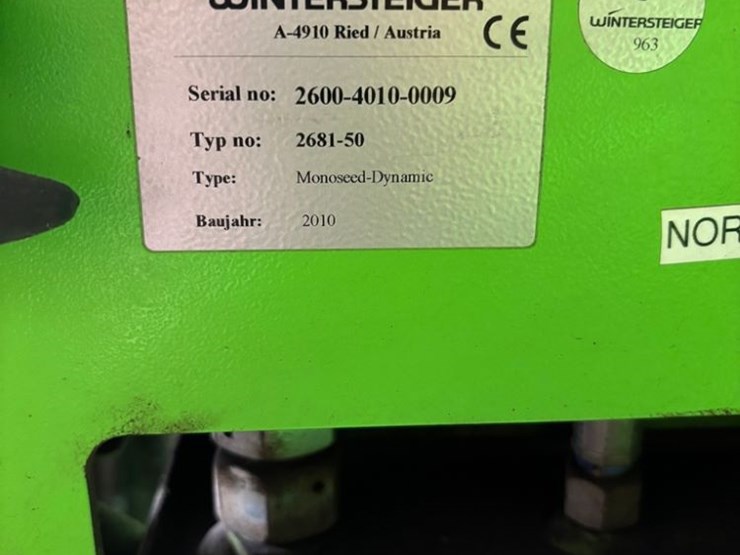 WINTERSTEIGER
A-4910 Ried / Austria CE
Serial no: 2600-4010-0009
Typ no: 2681-50
Type: Monoseed-Dynamic
Baujahr: 2010
WINTERSTEIGER
963
NOR